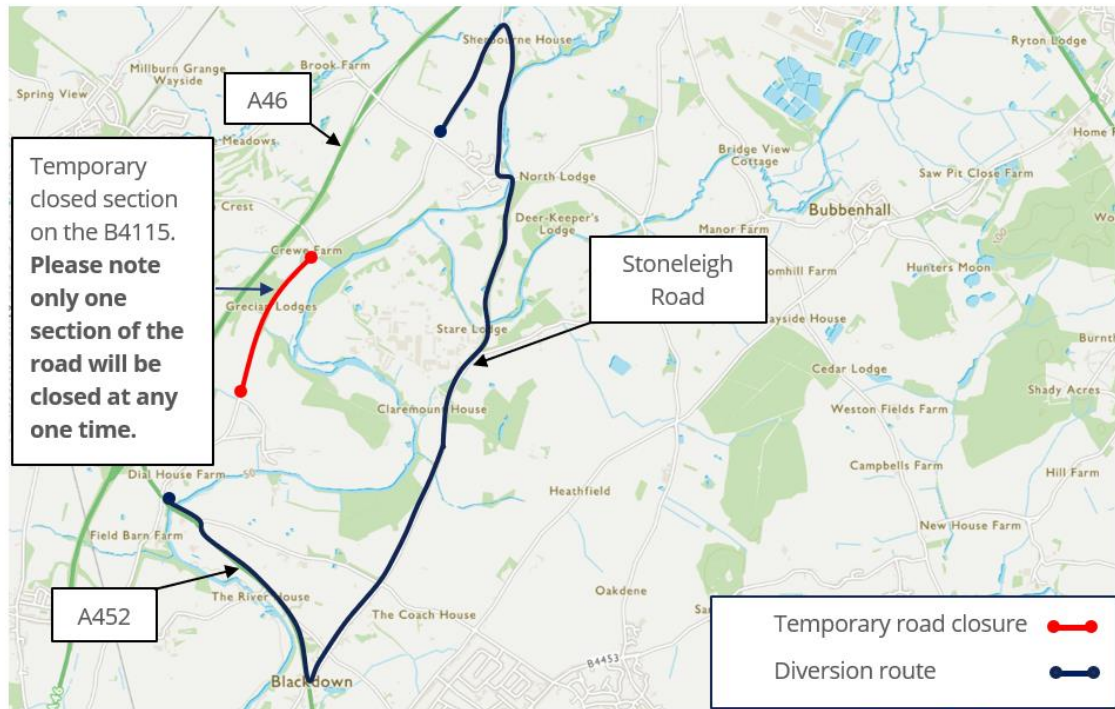 Sherbourne House
Ryton Lodge
Millburn Grange
Wayside
Brook Farm
Spring View
A46
Home
Meadows
Bridge View
Cottage
Saw Pit Close Farm
Temporary
closed section
on the B4115.
Please note
only one
section of the
road will be
closed at any
one time.
North Lodge
Crest
Deer-Keeper's
Lodge
Manor Farm
Bubbenhall
Crewe Farm
Stoneleigh
Road
Hunters Moon
Grecian Lodges
Stare Lodge
Cedar Lodge
Shady Acres
Claremount House
Weston Fields Farm
Dial House Farm
50
Campbells Farm
Hill Farm
Heathfield
Field Barn Farm
New House Farm
The River House
A452
The Coach House
Oakdene
Temporary road closure
B4453
Diversion route
Blackdown